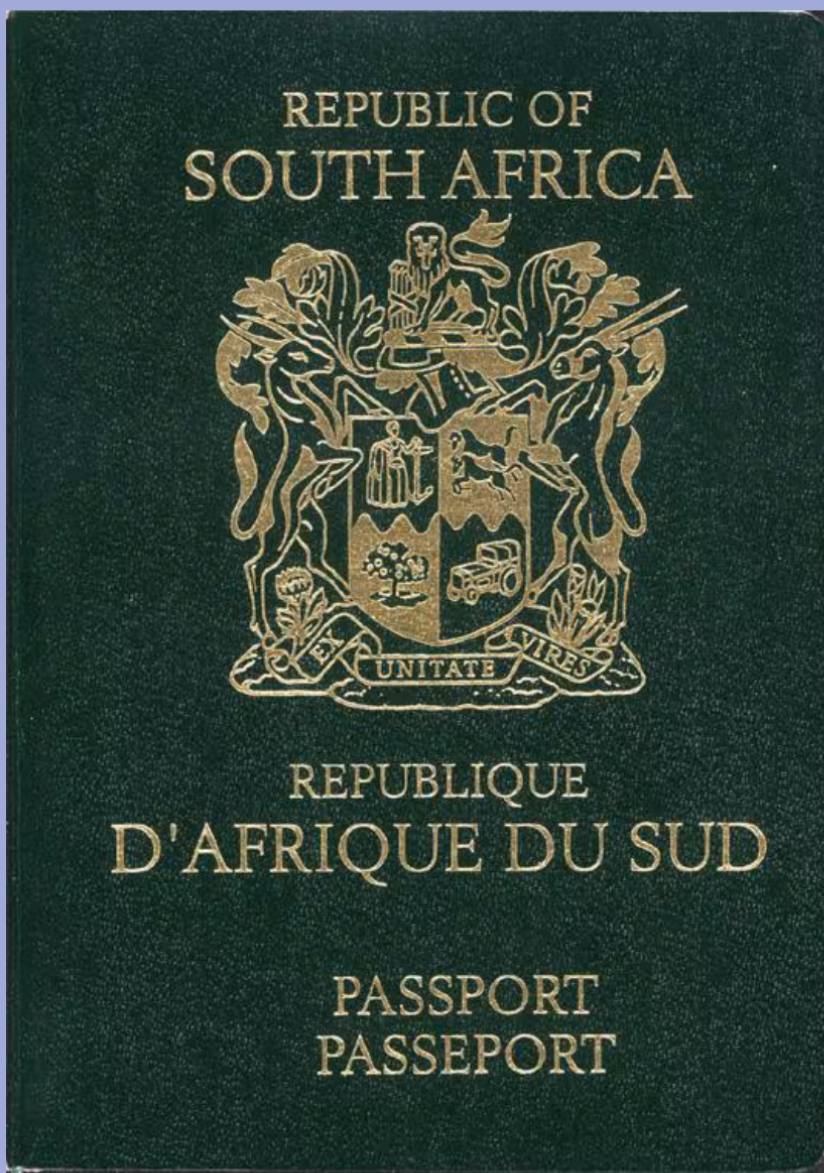 REPUBLIC OF
SOUTH AFRICA
EX UNITATE VIRES
REPUBLIQUE
D'AFRIQUE DU SUD
PASSPORT
PASSEPORT